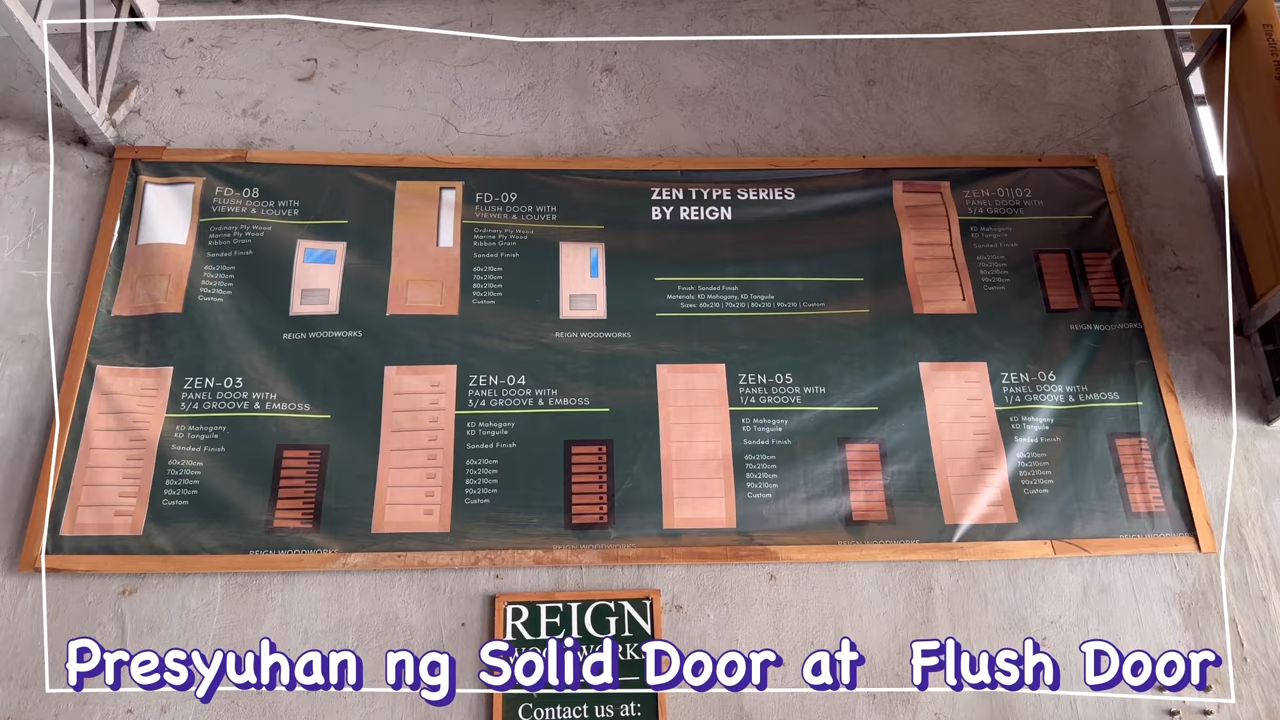 FD-08
FLUSH DOOR WITH
VIEWER & LOUVER
Ordinary Ply Wood
Marine Ply Wood
Ribbon Grain
Sanded Finish
60x210cm
70x210cm
80x210cm
90x210cm
Custom
REIGN WOODWORKS
FD-09
FLUSH DOOR WITH
VIEWER & LOUVER
Ordinary Ply Wood
Marine Ply Wood
Ribbon Grain
Sanded Finish
60x210cm
70x210cm
80x210cm
90x210cm
Custom
REIGN WOODWORKS
ZEN TYPE SERIES
BY REIGN
Finish: Sanded Finish
Materials: KD Mahogany, KD Tanguile
Sizes: 60x210 | 70x210 | 80x210 | 90x210 | Custom
ZEN-01|02
PANEL DOOR WITH
3/4 GROOVE
KD Mahogany
KD Tanguile
Sanded Finish
60x210cm
70x210cm
80x210cm
90x210cm
Custom
REIGN WOODWORKS
ZEN-03
PANEL DOOR WITH
3/4 GROOVE & EMBOSS
KD Mahogany
KD Tanguile
Sanded Finish
60x210cm
70x210cm
80x210cm
90x210cm
Custom
REIGN WOODWORKS
ZEN-04
PANEL DOOR WITH
3/4 GROOVE & EMBOSS
KD Mahogany
KD Tanguile
Sanded Finish
60x210cm
70x210cm
80x210cm
90x210cm
Custom
REIGN WOODWORKS
ZEN-05
PANEL DOOR WITH
1/4 GROOVE
KD Mahogany
KD Tanguile
Sanded Finish
60x210cm
70x210cm
80x210cm
90x210cm
Custom
REIGN WOODWORKS
ZEN-06
PANEL DOOR WITH
1/4 GROOVE & EMBOSS
KD Mahogany
KD Tanguile
Sanded Finish
60x210cm
70x210cm
80x210cm
90x210cm
Custom
REIGN WOODWORKS
REIGN
Presyuhan ng Solid Door at Flush Door
Contact us at: